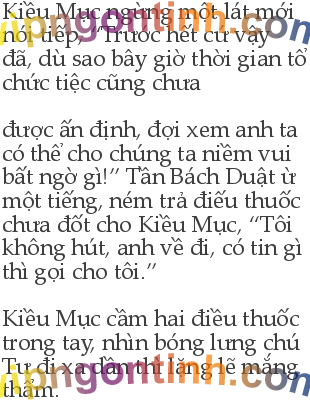 Kiều Mục ngừng một lát mới
nói tiếp, “Trước hết cứ vậy
đã, dù sao bây giờ thời gian tổ
chức tiệc cũng chưa
được ấn định, đợi xem anh ta
có thể cho chúng ta niềm vui
bất ngờ gì!” Tần Bách Duật ừ
một tiếng, ném trả điếu thuốc
chưa đốt cho Kiều Mục, “Tôi
không hút, anh về đi, có tin gì
thì gọi cho tôi.”
Kiều Mục cầm hai điều thuốc
trong tay, nhìn bóng lưng chú
Tư đi xa dần thì lặng lẽ mắng
thầm.
vipngontinh.com